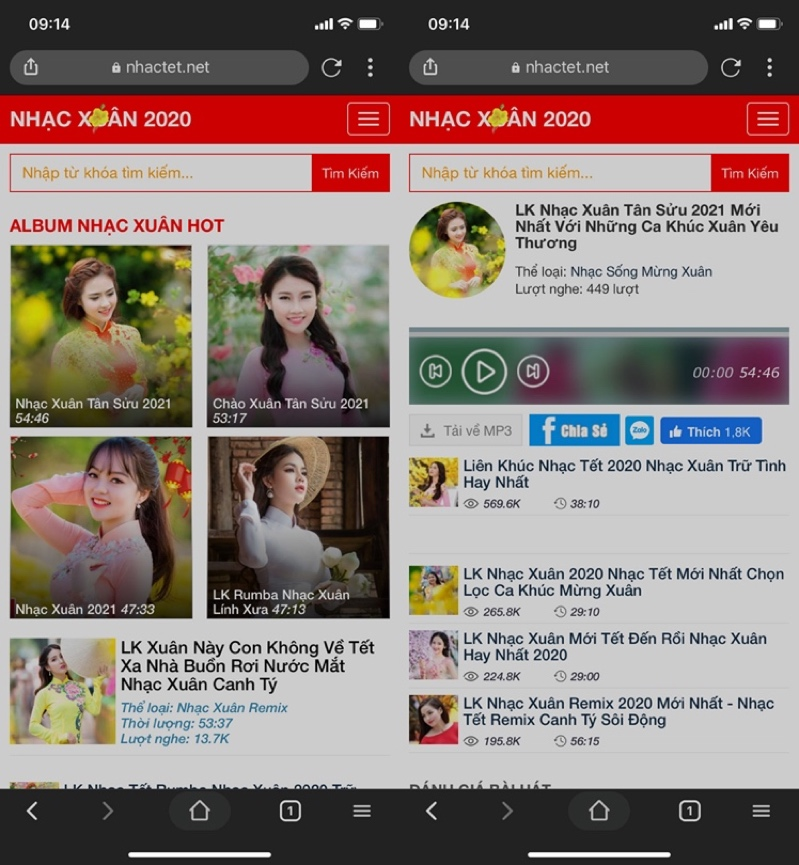 09:14
nhactet.net
NHẠC XUÂN 2020
Nhập từ khóa tìm kiếm...
Tìm Kiếm
ALBUM NHẠC XUÂN HOT
Nhạc Xuân Tân Sửu 2021
54:46
Chào Xuân Tân Sửu 2021
53:17
Nhạc Xuân 2021 47:33
LK Rumba Nhạc Xuân
Lính Xưa 47:13
LK Xuân Này Con Không Về Tết
Xa Nhà Buồn Rơi Nước Mắt
Nhạc Xuân Canh Tý
Thể loại: Nhạc Xuân Remix
Thời lượng: 53:37
Lượt nghe: 13.7K
LK Nhạc Tết Rumba Nhạc Xuân 2020 Trữ
1
09:14
nhactet.net
NHẠC XUÂN 2020
Nhập từ khóa tìm kiếm...
Tìm Kiếm
LK Nhạc Xuân Tân Sửu 2021 Mới
Nhất Với Những Ca Khúc Xuân Yêu
Thương
Thể loại: Nhạc Sống Mừng Xuân
Lượt nghe: 449 lượt
00:00 54:46
Tải về MP3
f Chia Sẻ
Zalo
Thích 1,8K
Liên Khúc Nhạc Tết 2020 Nhạc Xuân Trữ Tình
Hay Nhất
569.6K 38:10
LK Nhạc Xuân 2020 Nhạc Tết Mới Nhất Chọn
Lọc Ca Khúc Mừng Xuân
265.8K 29:10
LK Nhạc Xuân Mới Tết Đến Rồi Nhạc Xuân
Hay Nhất 2020
224.8K 29:00
LK Nhạc Xuân Remix 2020 Mới Nhất - Nhạc
Tết Remix Canh Tý Sôi Động
195.8K 56:15
ĐÁNH GIÁ BÀI HÁT
1